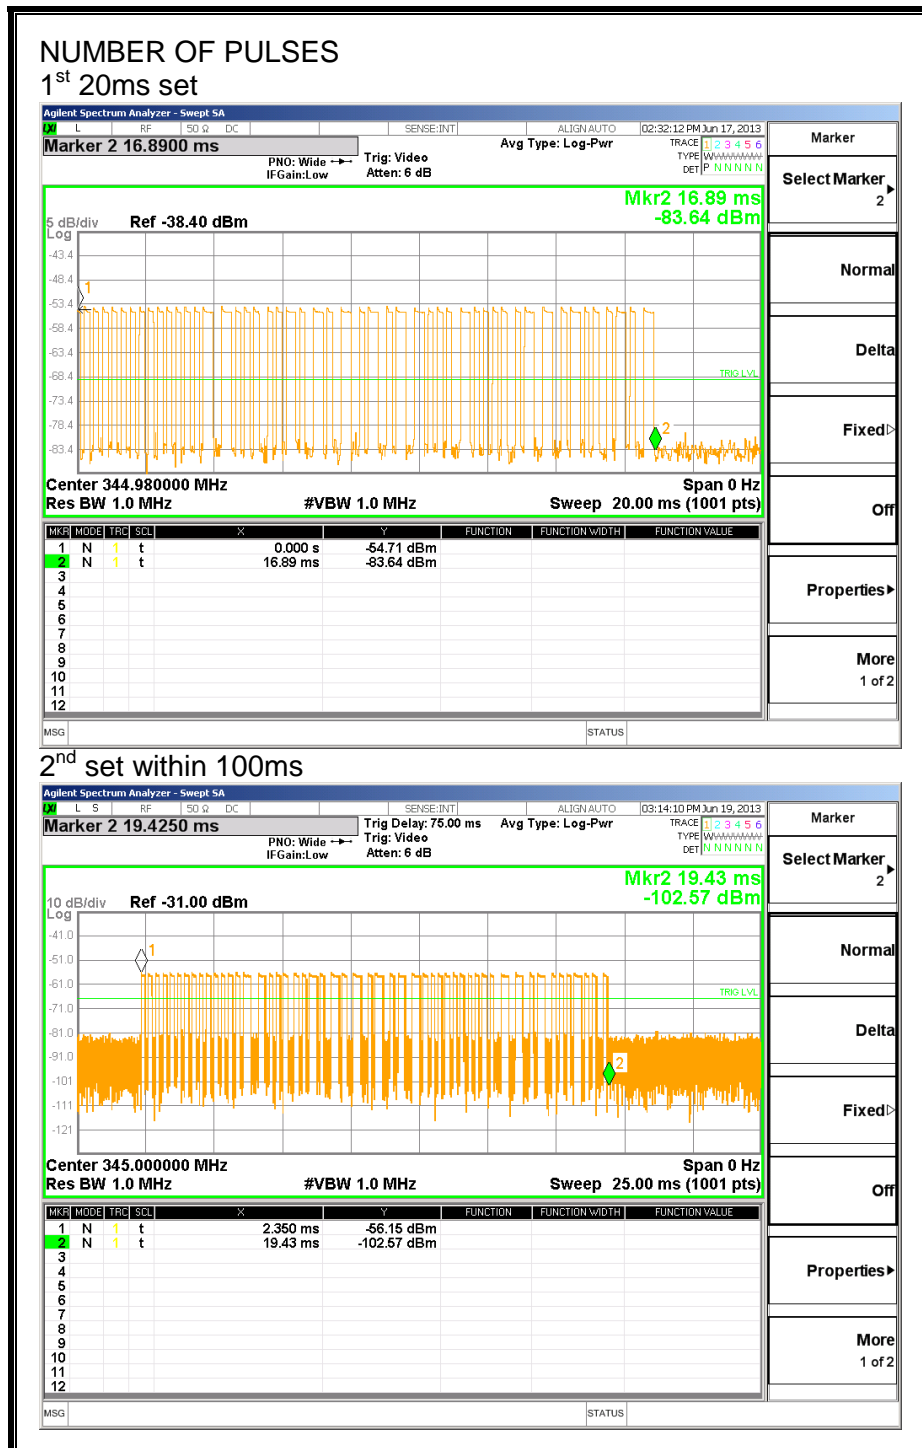 NUMBER OF PULSES
1st 20ms set
Agilent Spectrum Analyzer - Swept SA
LXI L RF 50 Ω DC SENSE:INT ALIGN AUTO 02:32:12 PM Jun 17, 2013
Marker 2 16.8900 ms
PNO: Wide
IFGain:Low
Trig: Video
Atten: 6 dB
Avg Type: Log-Pwr
TRACE 1 2 3 4 5 6
TYPE W
DET P N N N N N
Marker
Select Marker
2
Normal
Delta
Fixed
Off
Properties
More
1 of 2
Mkr2 16.89 ms
-83.64 dBm
5 dB/div Ref -38.40 dBm
Log
-43.4
-48.4
-53.4
-58.4
-63.4
-68.4
-73.4
-78.4
-83.4
1
2
TRIG LVL
Center 344.980000 MHz Span 0 Hz
Res BW 1.0 MHz #VBW 1.0 MHz Sweep 20.00 ms (1001 pts)
MKR MODE TRC SCL X Y FUNCTION FUNCTION WIDTH FUNCTION VALUE
1 N 1 t 0.000 s -54.71 dBm
2 N 1 t 16.89 ms -83.64 dBm
3
4
5
6
7
8
9
10
11
12
MSG STATUS
2nd set within 100ms
Agilent Spectrum Analyzer - Swept SA
LXI L S RF 50 Ω DC SENSE:INT ALIGN AUTO 03:14:10 PM Jun 19, 2013
Marker 2 19.4250 ms
PNO: Wide
IFGain:Low
Trig Delay: 75.00 ms
Trig: Video
Atten: 6 dB
Avg Type: Log-Pwr
TRACE 1 2 3 4 5 6
TYPE W
DET N N N N N N
Marker
Select Marker
2
Normal
Delta
Fixed
Off
Properties
More
1 of 2
Mkr2 19.43 ms
-102.57 dBm
10 dB/div Ref -31.00 dBm
Log
-41.0
-51.0
-61.0
-71.0
-81.0
-91.0
-101
-111
-121
1
2
TRIG LVL
Center 345.000000 MHz Span 0 Hz
Res BW 1.0 MHz #VBW 1.0 MHz Sweep 25.00 ms (1001 pts)
MKR MODE TRC SCL X Y FUNCTION FUNCTION WIDTH FUNCTION VALUE
1 N 1 t 2.350 ms -56.15 dBm
2 N 1 t 19.43 ms -102.57 dBm
3
4
5
6
7
8
9
10
11
12
MSG STATUS